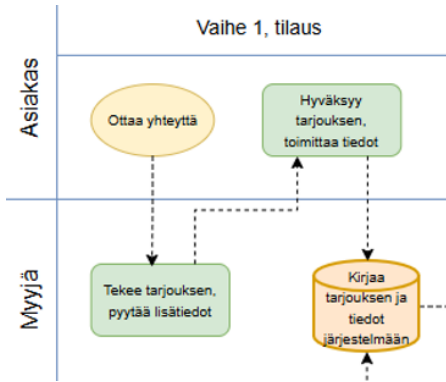 Vaihe 1, tilaus
Asiakas
Ottaa yhteyttä
Hyväksyy
tarjouksen,
toimittaa tiedot
Myyjä
Tekee tarjouksen,
pyytää lisätiedot
Kirjaa
tarjouksen ja
tiedot
järjestelmään